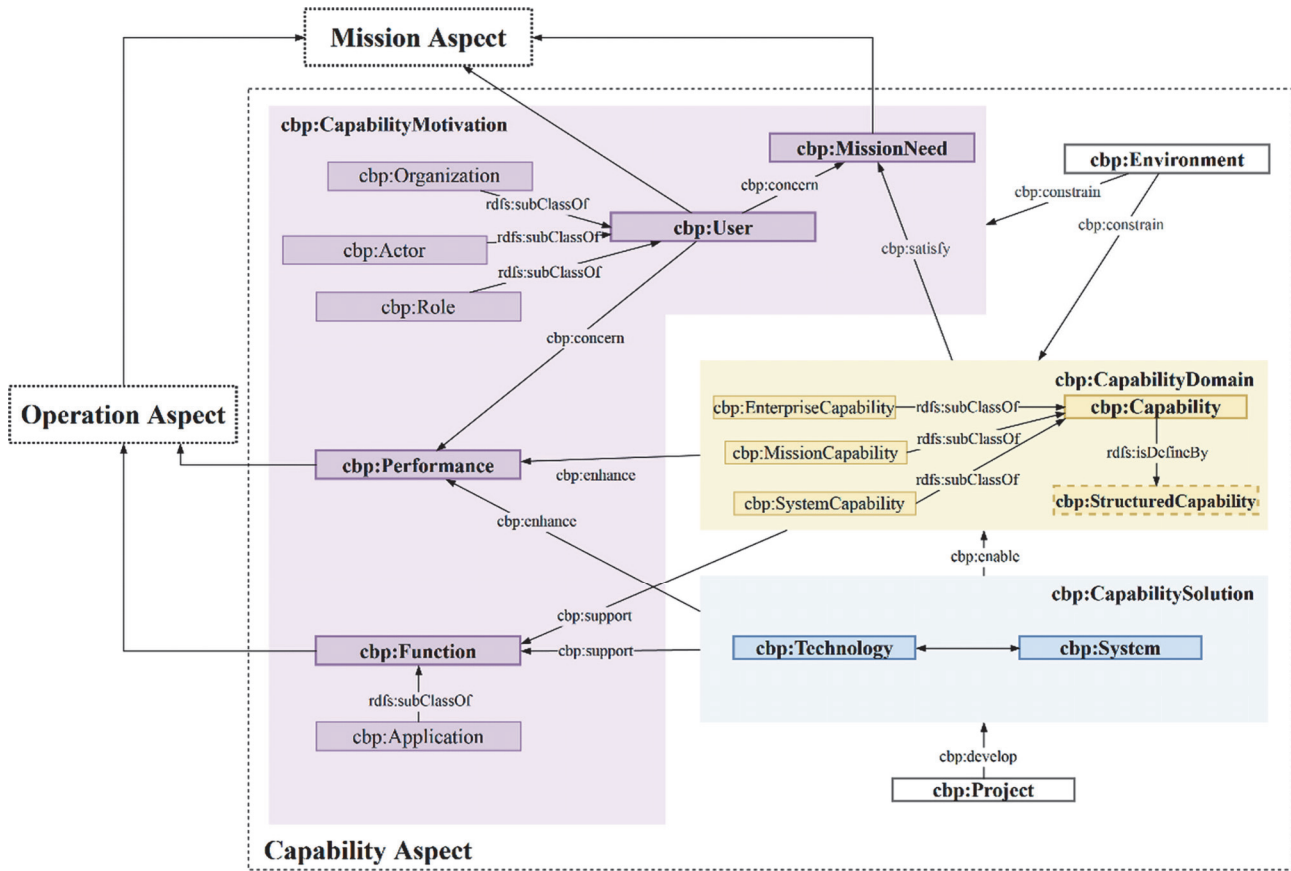 Mission Aspect
cbp:CapabilityMotivation
cbp:MissionNeed
cbp:Environment
cbp:Organization
cbp:concern
cbp:constrain
rdfs:subClassOf
cbp:User
cbp:constrain
cbp:Actor
rdfs:subClassOf
cbp:satisfy
rdfs:subClassOf
cbp:Role
cbp:concern
cbp:CapabilityDomain
Operation Aspect
cbp:EnterpriseCapability
rdfs:subClassOf
cbp:Capability
rdfs:subClassOf
cbp:MissionCapability
rdfs:isDefineBy
cbp:Performance
cbp:enhance
rdfs:subClassOf
cbp:SystemCapability
cbp:StructuredCapability
cbp:enhance
cbp:enable
cbp:CapabilitySolution
cbp:support
cbp:Function
cbp:support
cbp:Technology
cbp:System
rdfs:subClassOf
cbp:Application
cbp:develop
cbp:Project
Capability Aspect